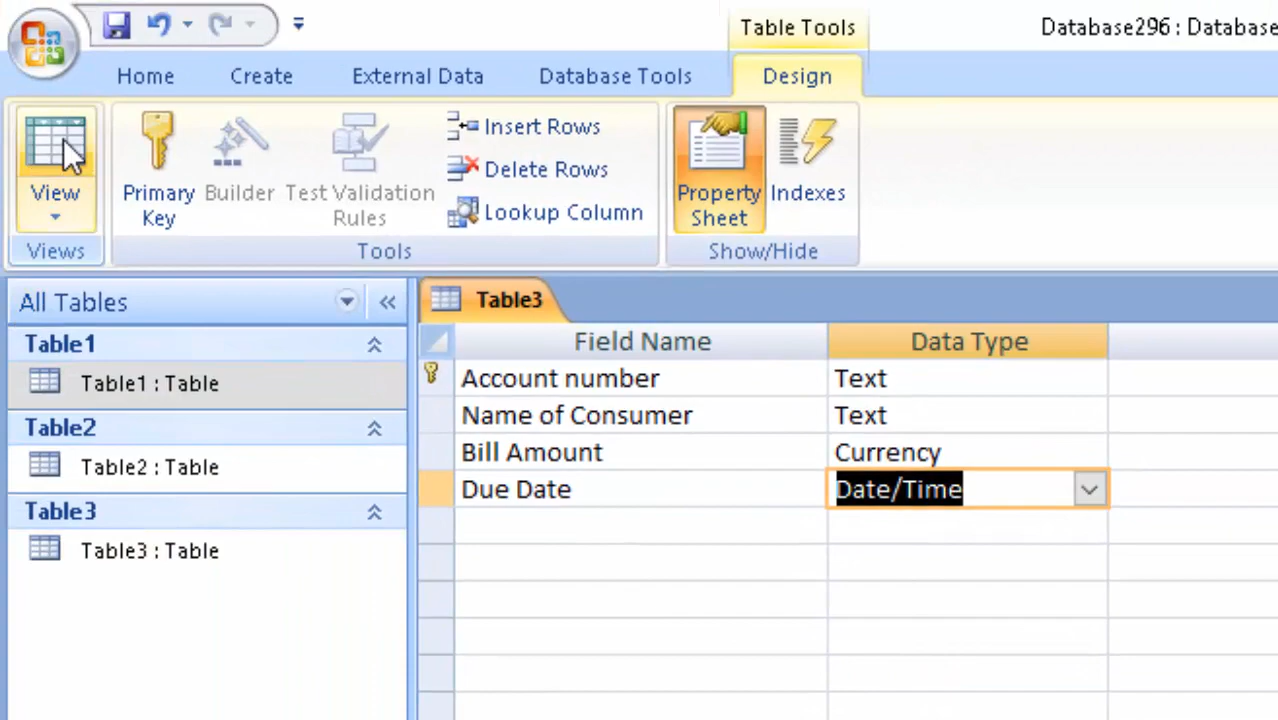 Table Tools
Database296 : Database
Home Create External Data Database Tools Design
View
Primary Key
Builder
Test Validation Rules
Insert Rows
Delete Rows
Lookup Column
Property Sheet
Indexes
Views Tools Show/Hide
All Tables
Table1
Table1 : Table
Table2
Table2 : Table
Table3
Table3 : Table
Table3
Field Name Data Type
Account number Text
Name of Consumer Text
Bill Amount Currency
Due Date Date/Time